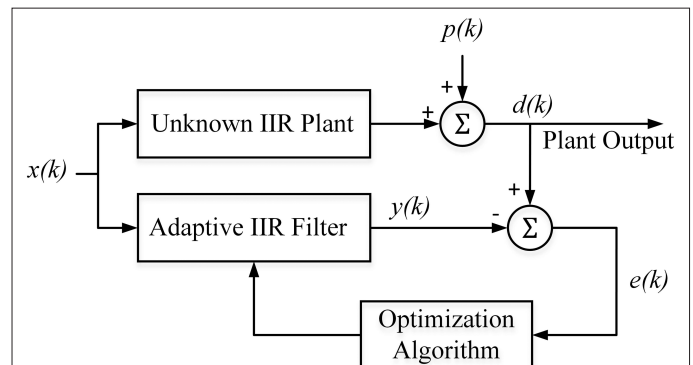 p(k)
+
+
Σ
d(k)
Unknown IIR Plant
Plant Output
x(k)
+
Adaptive IIR Filter
y(k)
-
Σ
e(k)
Optimization
Algorithm